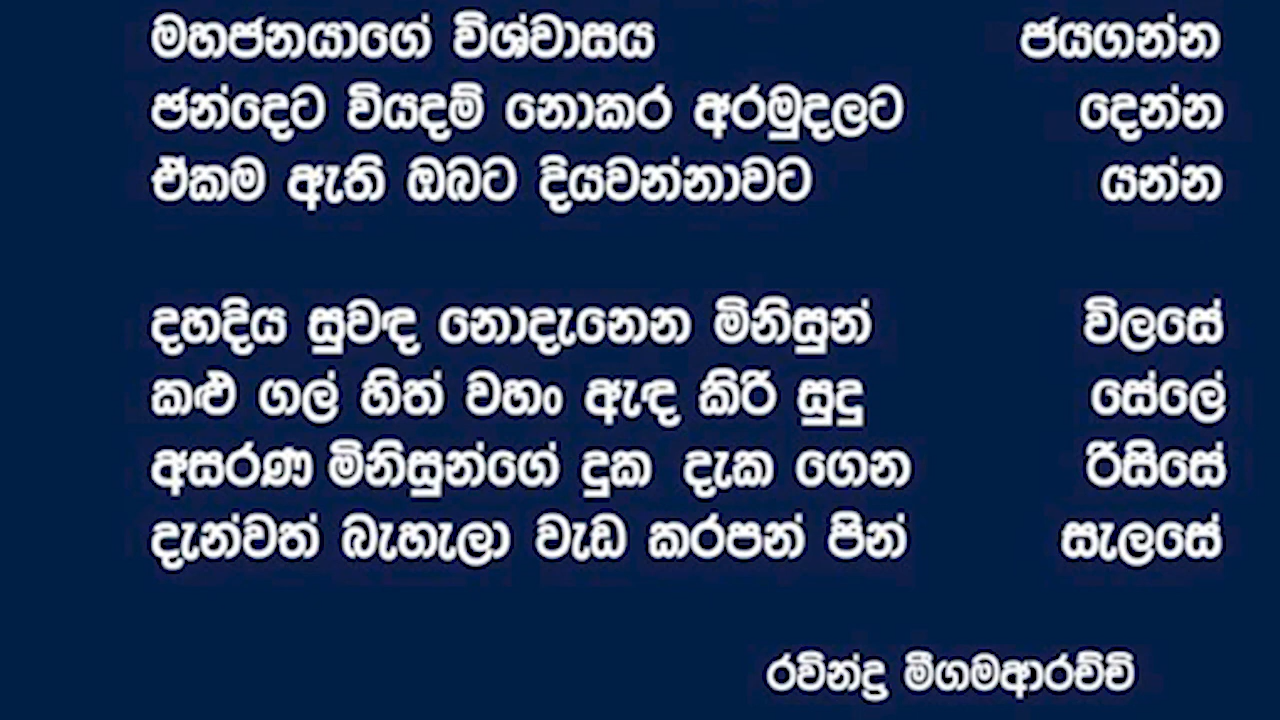 මහජනයාගේ විශ්වාසය ජයගන්න
ඡන්දෙට වියදම් නොකර අරමුදලට දෙන්න
ඒකම ඇති ඔබට දියවන්නාවට යන්න
දහදිය සුවඳ නොදැනෙන මිනිසුන් විලසේ
කළු ගල් හිත් වහං ඇඳ කිරි සුදු සේලේ
අසරණ මිනිසුන්ගේ දුක දැක ගෙන රිසිසේ
දැන්වත් බැහැලා වැඩ කරපන් පින් සැලසේ
රවින්ද්‍ර මීගමආරච්චි